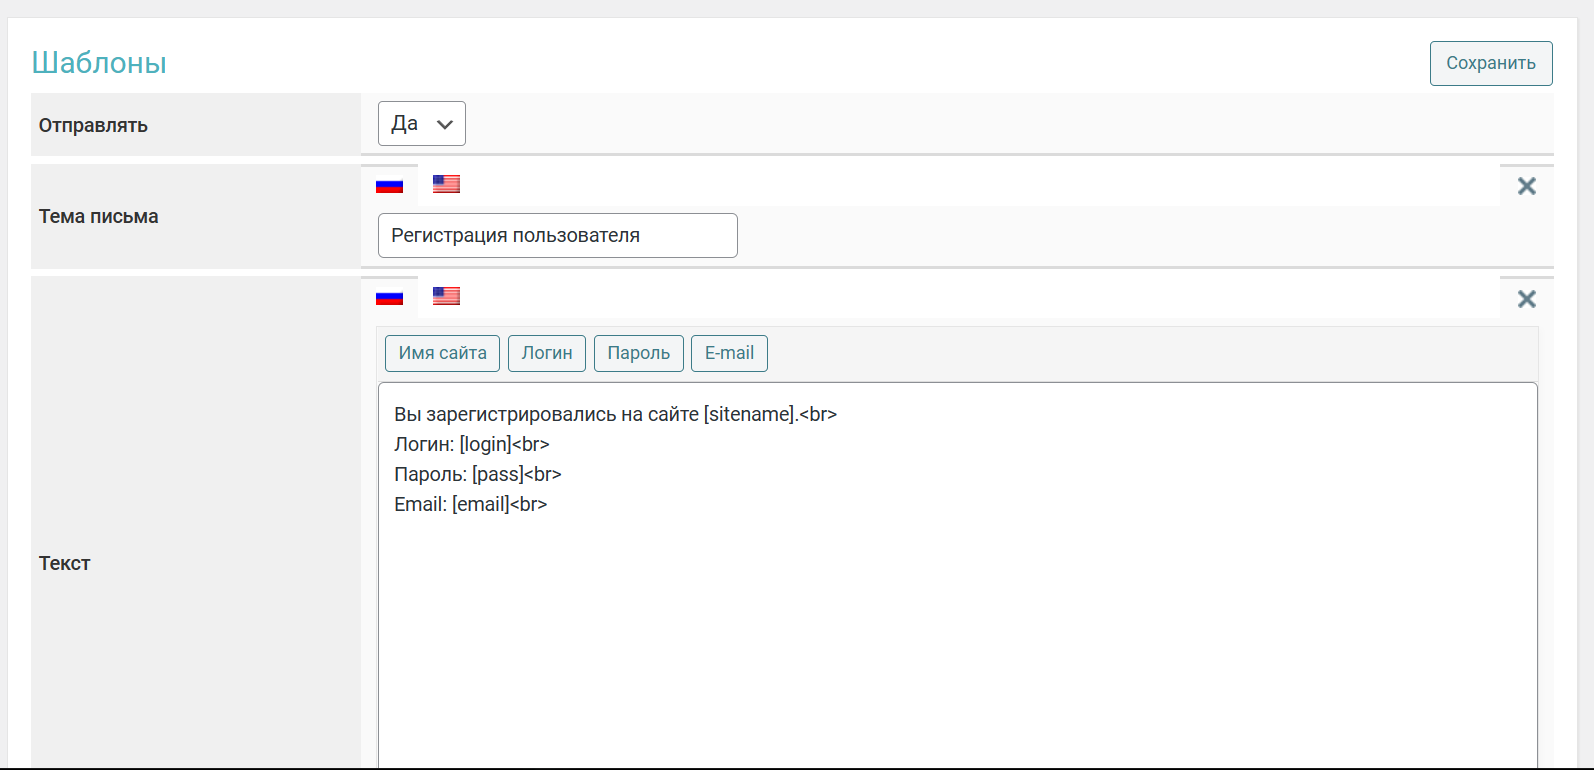 Шаблоны
Сохранить
Отправлять
Да
Тема письма
Регистрация пользователя
Имя сайта
Логин
Пароль
E-mail
Вы зарегистрировались на сайте [sitename].<br>
Логин: [login]<br>
Пароль: [pass]<br>
Email: [email]<br>
Текст